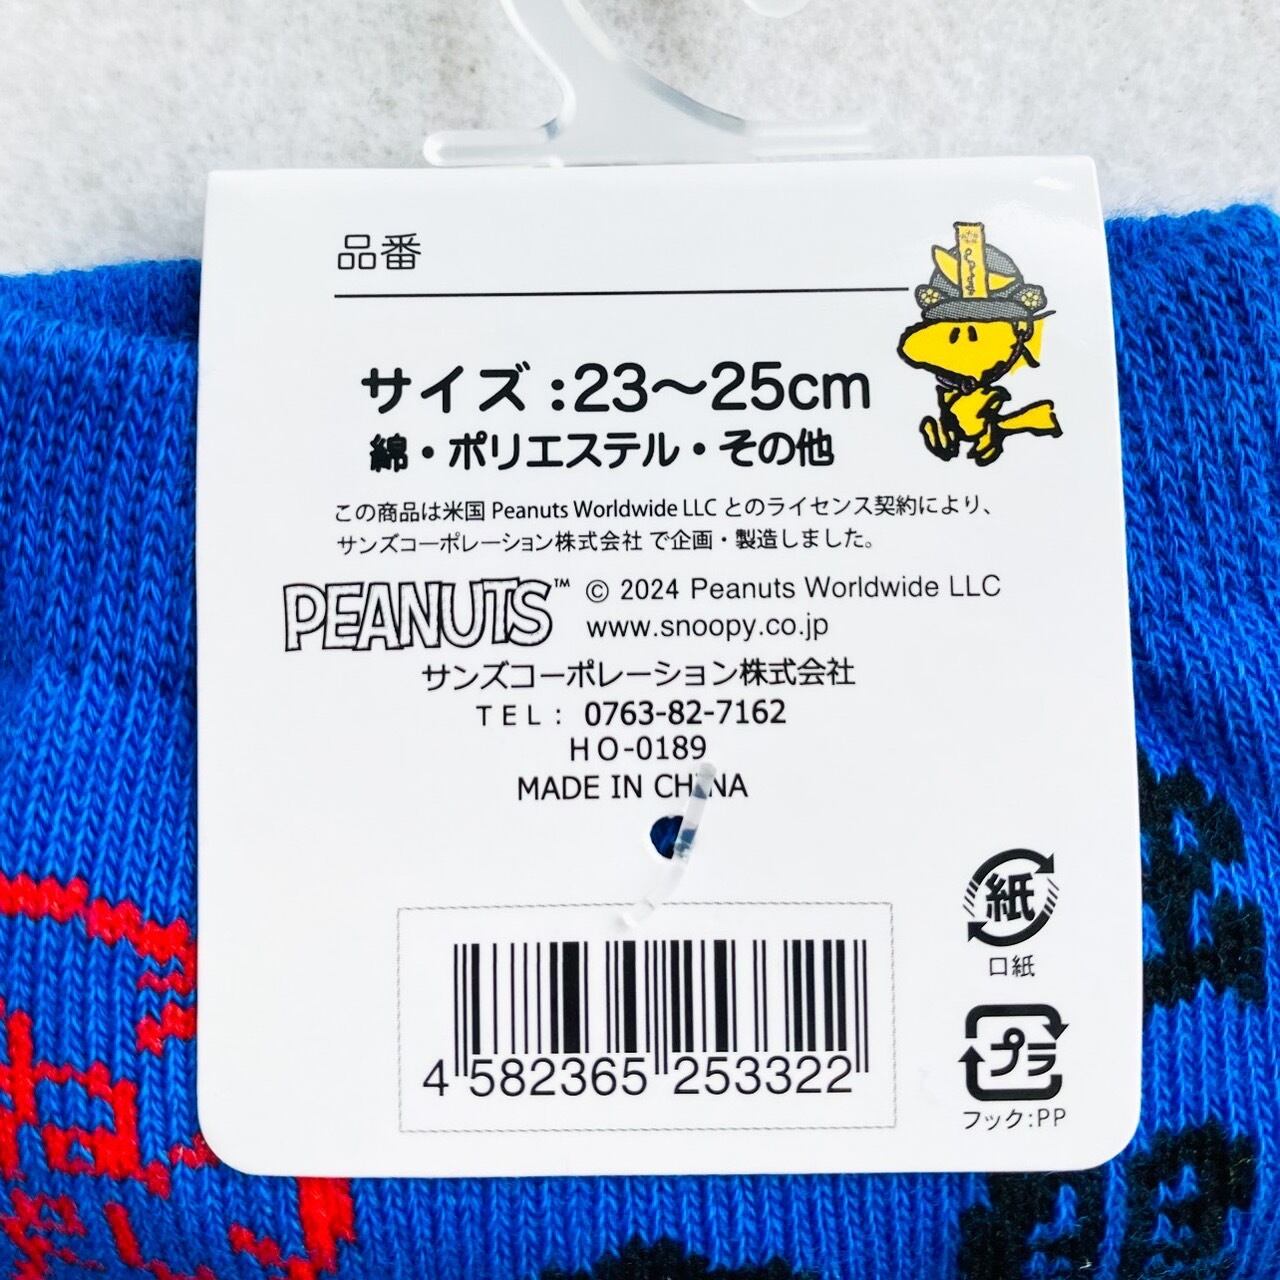 品番
サイズ:23〜25cm
綿・ポリエステル・その他
この商品は米国 Peanuts Worldwide LLC とのライセンス契約により、
サンズコーポレーション株式会社 で企画・製造しました。
PEANUTS™ © 2024 Peanuts Worldwide LLC
www.snoopy.co.jp
サンズコーポレーション株式会社
TEL: 0763-82-7162
HO-0189
MADE IN CHINA
紙
口紙
4 582365 253322
プラ
フック:PP